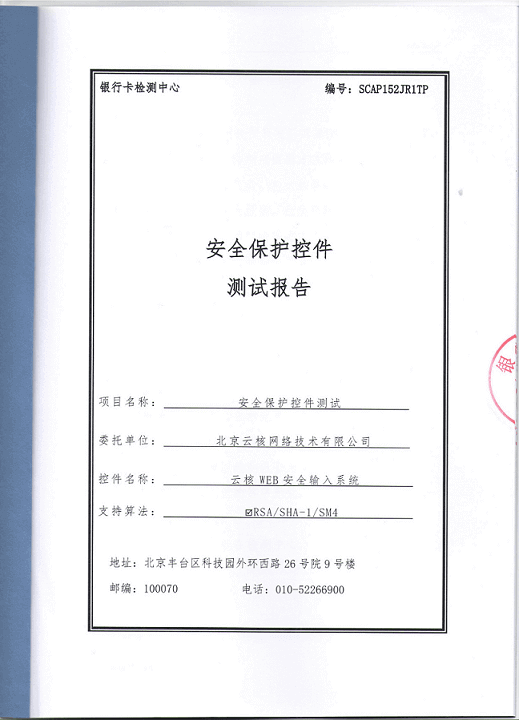 银行卡检测中心 编号：SCAP152JR1TP
安全保护控件
测试报告
项目名称：安全保护控件测试
委托单位：北京云核网络技术有限公司
控件名称：云核 WEB 安全输入系统
支持算法：☑RSA/SHA-1/SM4
地址：北京丰台区科技园外环西路 26 号院 9 号楼
邮编：100070 电话：010-52266900
银